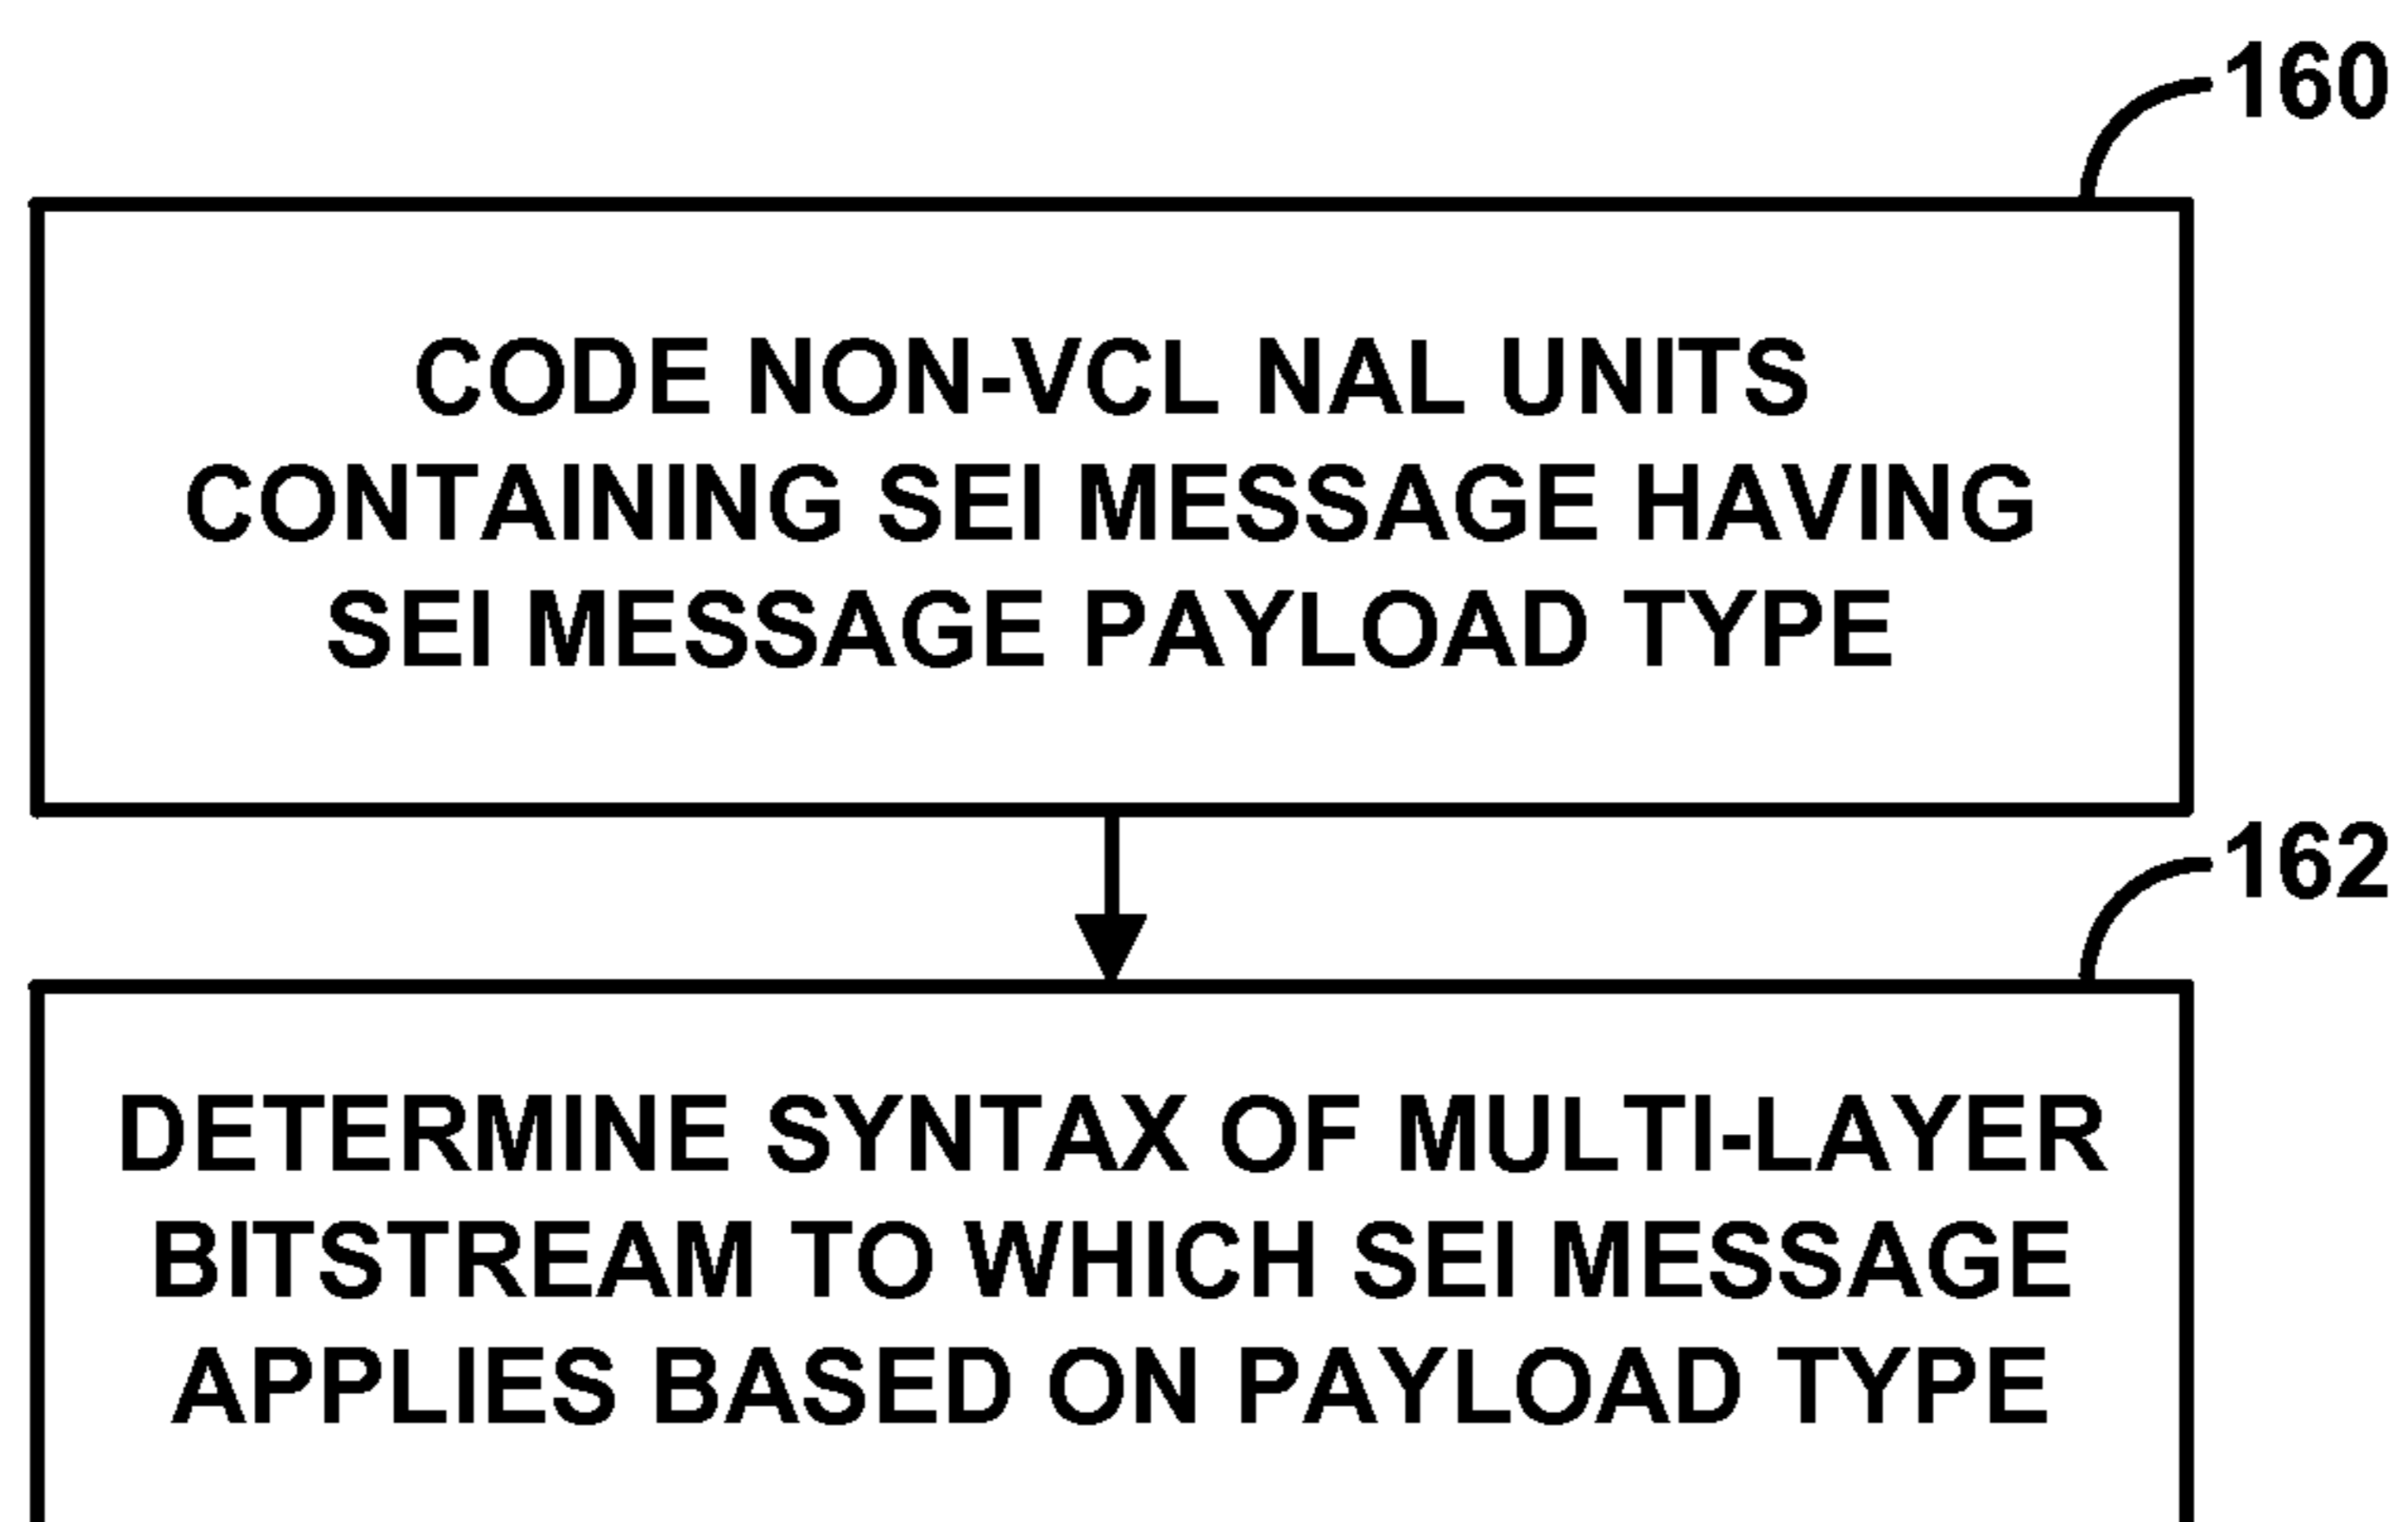 160
CODE NON-VCL NAL UNITS
CONTAINING SEI MESSAGE HAVING
SEI MESSAGE PAYLOAD TYPE
162
DETERMINE SYNTAX OF MULTI-LAYER
BITSTREAM TO WHICH SEI MESSAGE
APPLIES BASED ON PAYLOAD TYPE